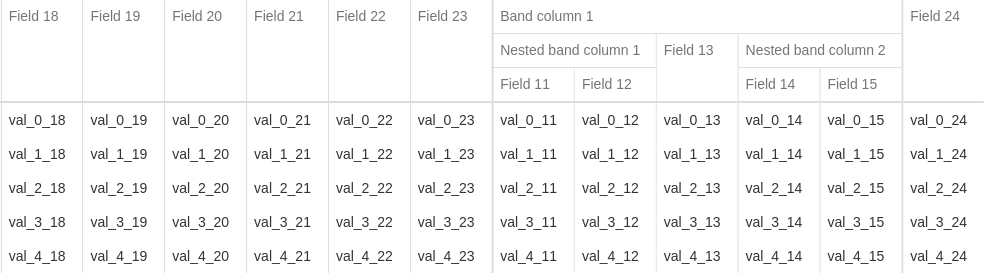 Field 18 Field 19 Field 20 Field 21 Field 22 Field 23 Band column 1 Field 24
Nested band column 1 Field 13 Nested band column 2
Field 11 Field 12 Field 14 Field 15
val_0_18 val_0_19 val_0_20 val_0_21 val_0_22 val_0_23 val_0_11 val_0_12 val_0_13 val_0_14 val_0_15 val_0_24
val_1_18 val_1_19 val_1_20 val_1_21 val_1_22 val_1_23 val_1_11 val_1_12 val_1_13 val_1_14 val_1_15 val_1_24
val_2_18 val_2_19 val_2_20 val_2_21 val_2_22 val_2_23 val_2_11 val_2_12 val_2_13 val_2_14 val_2_15 val_2_24
val_3_18 val_3_19 val_3_20 val_3_21 val_3_22 val_3_23 val_3_11 val_3_12 val_3_13 val_3_14 val_3_15 val_3_24
val_4_18 val_4_19 val_4_20 val_4_21 val_4_22 val_4_23 val_4_11 val_4_12 val_4_13 val_4_14 val_4_15 val_4_24